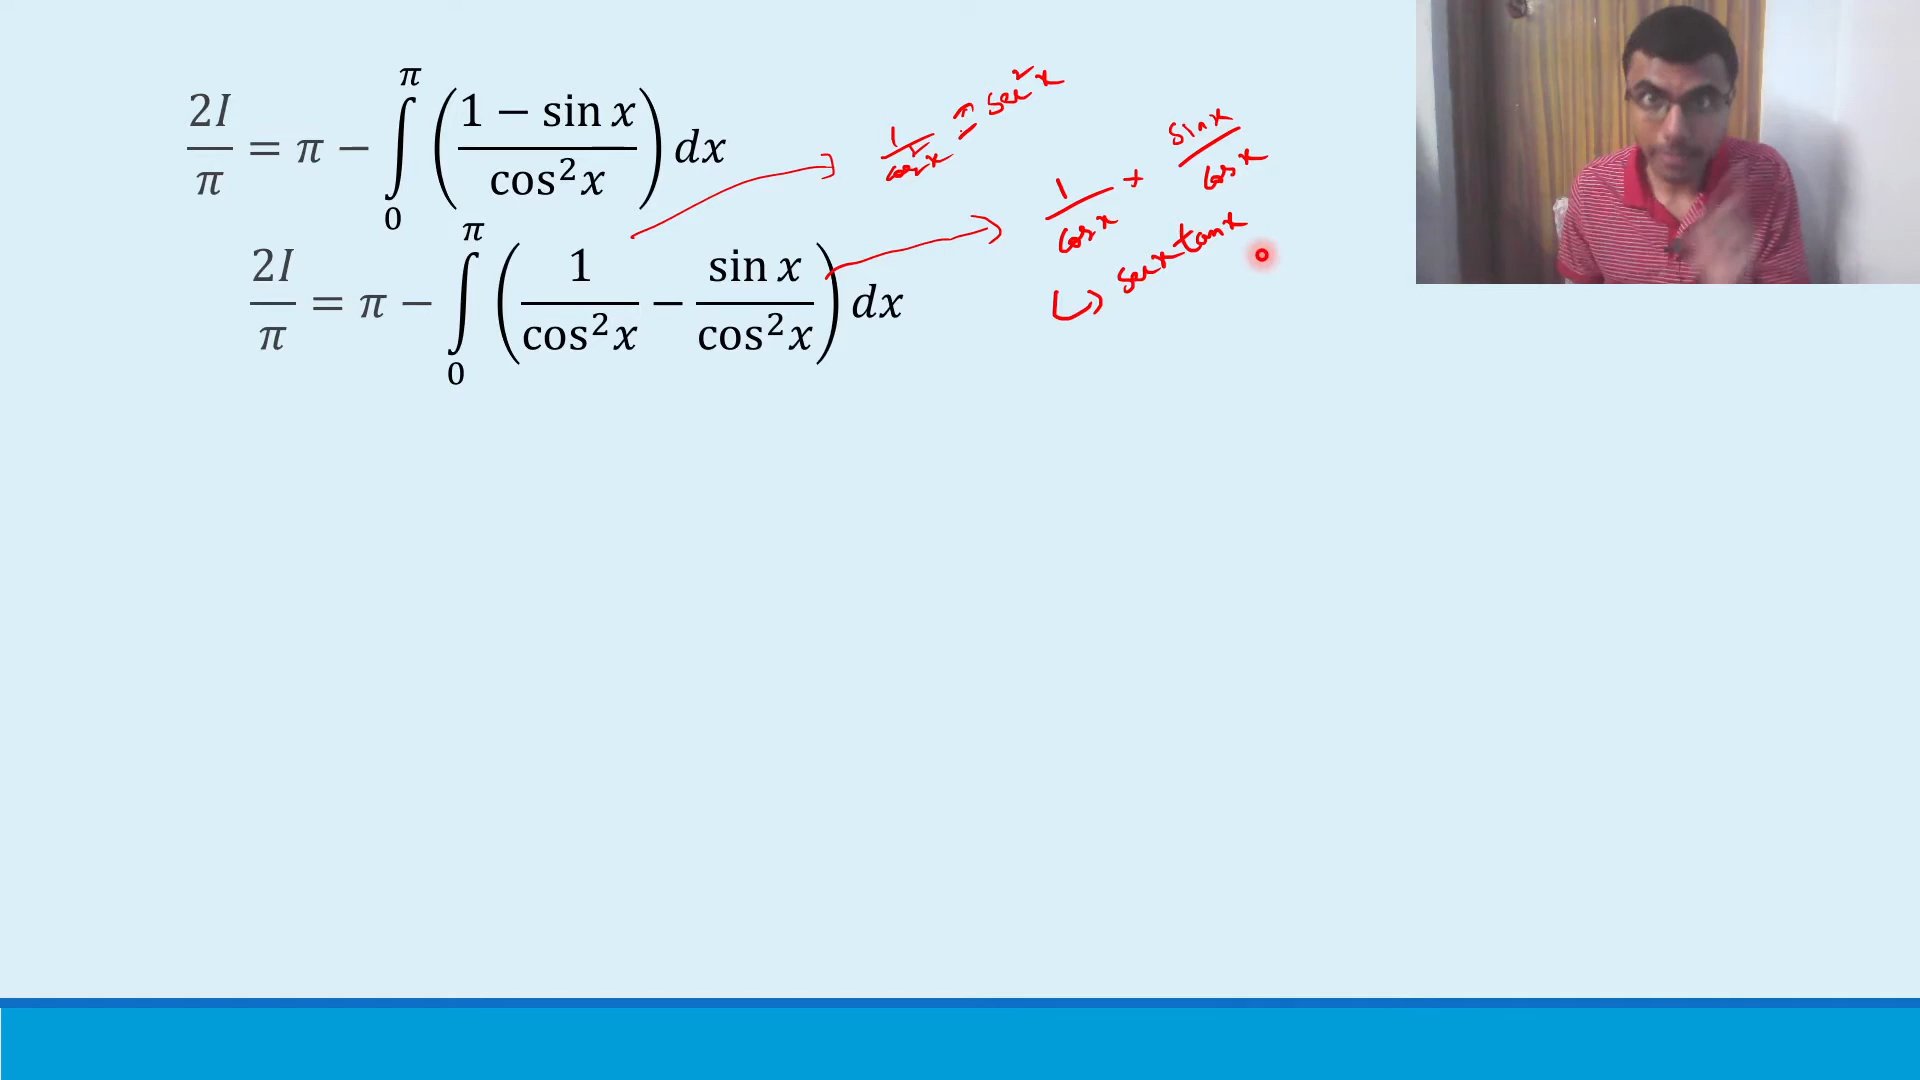 2I/π = π − ∫₀^π ((1 − sin x)/(cos²x)) dx
1/cos²x = sec²x
1/cos x × sin x/cos x
sec x tan x
2I/π = π − ∫₀^π (1/(cos²x) − (sin x)/(cos²x)) dx